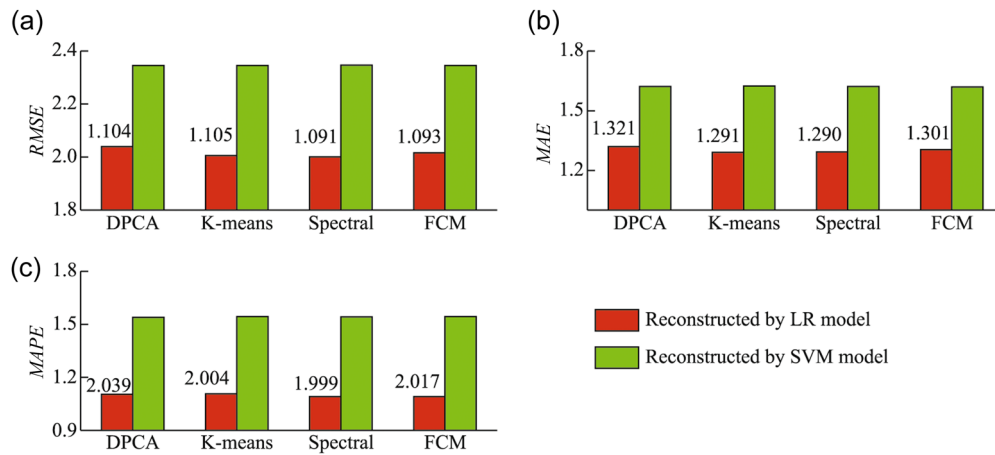 (a)
RMSE
2.4
2.2
2.0
1.8
1.104
1.105
1.091
1.093
DPCA K-means Spectral FCM
(b)
MAE
1.8
1.5
1.2
1.321
1.291
1.290
1.301
DPCA K-means Spectral FCM
(c)
MAPE
1.8
1.5
1.2
0.9
2.039
2.004
1.999
2.017
DPCA K-means Spectral FCM
Reconstructed by LR model
Reconstructed by SVM model